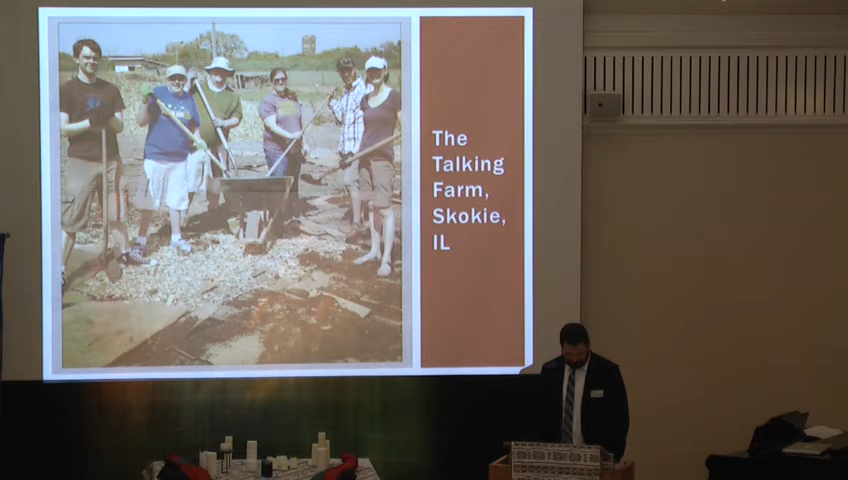 The
Talking
Farm,
Skokie,
IL